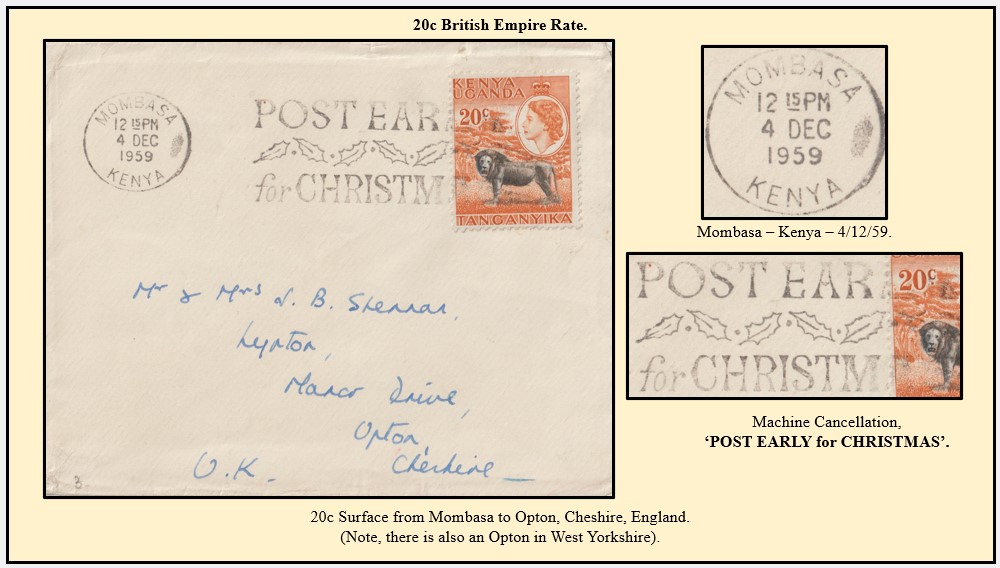 20c British Empire Rate.
MOMBASA
12 15PM
4 DEC
1959
KENYA
POST EAR
for CHRISTM
KENYA
UGANDA
20c
TANGANYIKA
Mr & Mrs J. B. Stennar,
Lynton,
Manor Drive,
Opton,
Cheshire
U.K.
3.
MOMBASA
12 15PM
4 DEC
1959
KENYA
Mombasa – Kenya – 4/12/59.
POST EAR
20c
for CHRISTM
Machine Cancellation,
‘POST EARLY for CHRISTMAS’.
20c Surface from Mombasa to Opton, Cheshire, England.
(Note, there is also an Opton in West Yorkshire).